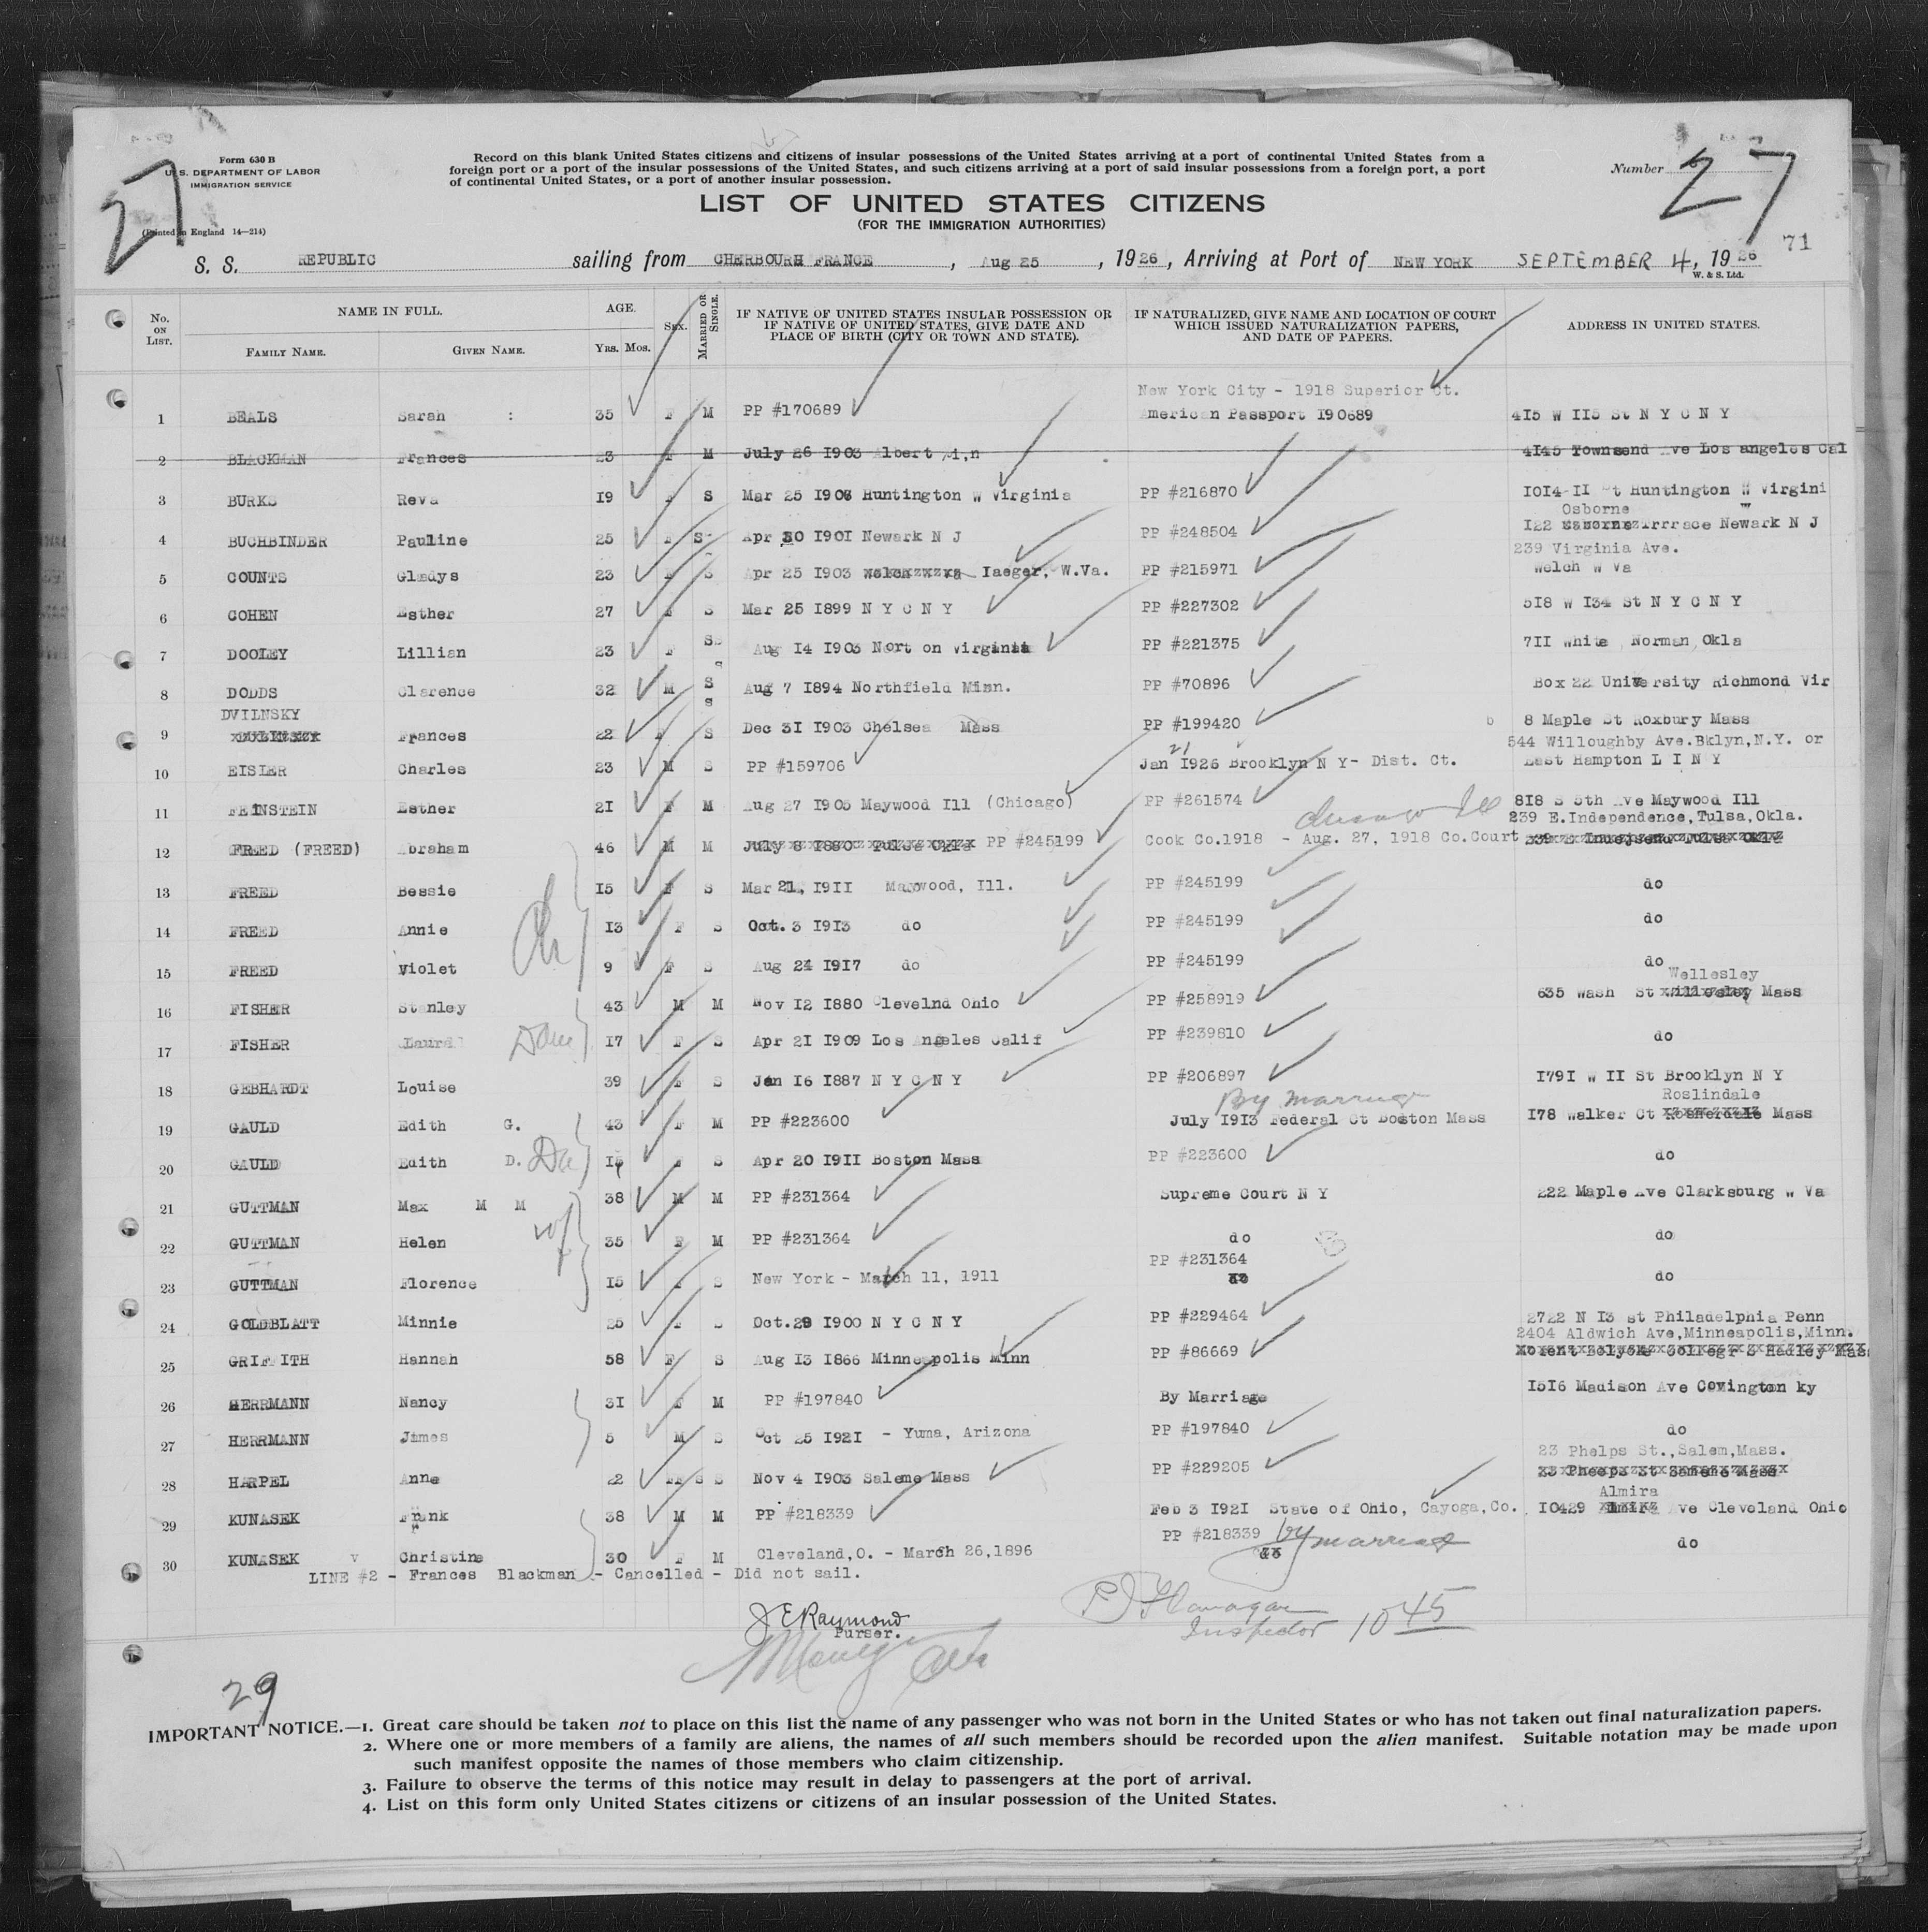 27
Form 630 B
U. S. DEPARTMENT OF LABOR
IMMIGRATION SERVICE
(Printed in England 14—214)
Record on this blank United States citizens and citizens of insular possessions of the United States arriving at a port of continental United States from a
foreign port or a port of the insular possessions of the United States, and such citizens arriving at a port of said insular possessions from a foreign port, a port
of continental United States, or a port of another insular possession.
Number 27
71
LIST OF UNITED STATES CITIZENS
(FOR THE IMMIGRATION AUTHORITIES)
S. S. REPUBLIC sailing from CHERBOURH FRANCE, Aug 25, 1926, Arriving at Port of NEW YORK SEPTEMBER 4, 1926
W. & S. Ltd.
No. ON LIST. NAME IN FULL. FAMILY NAME. GIVEN NAME. AGE. YRS. MOS. SEX. MARRIED OR SINGLE. IF NATIVE OF UNITED STATES INSULAR POSSESSION OR IF NATIVE OF UNITED STATES, GIVE DATE AND PLACE OF BIRTH (CITY OR TOWN AND STATE). IF NATURALIZED, GIVE NAME AND LOCATION OF COURT WHICH ISSUED NATURALIZATION PAPERS, AND DATE OF PAPERS. ADDRESS IN UNITED STATES.
New York City - 1918 Superior Ct.
1 BEALS Sarah : 35 F M PP #170689 American Passport 190689 415 W 115 St N Y C N Y
2 BLACKMAN Frances 23 F M July 26 1903 Albert 4145 Townsend Ave Los angelos Cal
3 BURKS Reva 19 F S Mar 25 1906 Huntington W Virginia PP #216870 1014-11 St Huntington W Virgini
Osborne w
4 BUCHBINDER Pauline 25 F S Apr 30 1901 Newark N J PP #248504 122 Newark N J
239 Virginia Ave.
5 COUNTS Gladys 23 F S Apr 25 1903 Iaeger, W.Va. PP #215971 Welch W Va
6 COHEN Esther 27 F S Mar 25 1899 N Y C N Y PP #227302 518 W 134 St N Y C N Y
7 DOOLEY Lillian 23 F S Aug 14 1903 Nort on Virginia PP #221375 711 White, Norman, Okla
8 DODDS Clarence 32 M S Aug 7 1894 Northfield Minn. PP #70896 Box 22 University Richmond Vir
DVILNSKY
9 Frances 22 F S Dec 31 1903 Chelsea Mass PP #199420 8 Maple St Roxbury Mass
544 Willoughby Ave.Bklyn,N.Y. or
10 EISLER Charles 23 M S PP #159706 Jan 21 1926 Brooklyn N Y- Dist. Ct. East Hampton L I N Y
11 FEINSTEIN Esther 21 F M Aug 27 1905 Maywood Ill (Chicago) PP #261574 818 S 5th Ave Maywood Ill
Chicago Ill 239 E.Independence,Tulsa,Okla.
12 FREED (FREED) Abraham 46 M M July 8 1880 Tulsa Okla PP #245199 Cook Co.1918 - Aug. 27, 1918 Co.Court
13 FREED Bessie 15 F S Mar 21, 1911 Maywood, Ill. PP #245199 do
14 FREED Annie 13 F S Oct. 3 1913 do PP #245199 do
15 FREED Violet 9 F S Aug 24 1917 do PP #245199 do
Wellesley
16 FISHER Stanley 43 M M Nov 12 1880 Clevelnd Ohio PP #258919 635 Wash St Mass
17 FISHER Laura 17 F S Apr 21 1909 Los Angeles Calif PP #239810 do
18 GEBHARDT Louise 39 F S Jan 16 1887 N Y C N Y PP #206897 1791 W 11 St Brooklyn N Y
By Marriage Roslindale
19 GAULD Edith G. 43 F M PP #223600 July 1913 Federal Ct Boston Mass 178 Walker Ct Mass
20 GAULD Edith D. 15 F S Apr 20 1911 Boston Mass PP #223600 do
21 GUTTMAN Max M M 38 M M PP #231364 Supreme Court N Y 222 Maple Ave Clarksburg w Va
22 GUTTMAN Helen 35 F M PP #231364 do do
PP #231364
23 GUTTMAN Florence 15 F S New York - March 11, 1911 do do
24 GOLDBLATT Minnie 25 F S Oct.29 1900 N Y C N Y PP #229464 2722 N 13 st Philadelphia Penn
2404 Aldwich Ave,Minneapolis,Minn.
25 GRIFFITH Hannah 58 F S Aug 13 1866 Minneapolis Minn PP #86669
26 HERRMANN Nancy 31 F M PP #197840 By Marriage 1516 Madison Ave Covington ky
27 HERRMANN James 5 M S Oct 25 1921 - Yuma, Arizona PP #197840 do
23 Phelps St.,Salem,Mass.
28 HARPEL Anne 22 F S S Nov 4 1903 Saleme Mass PP #229205
Almira
29 KUNASEK Frank 38 M M PP #218339 Feb 3 1921 State of Ohio, Cayoga,Co. 10429 Ave Cleveland Ohio
PP #218339 by marriage
30 KUNASEK v Christine 30 F M Cleveland,O. - March 26,1896 do do
LINE #2 - Frances Blackman - Cancelled - Did not sail.
J E Raymond
Purser.
P J Flanagan
Inspector 10 45
29
IMPORTANT NOTICE.—1. Great care should be taken not to place on this list the name of any passenger who was not born in the United States or who has not taken out final naturalization papers.
2. Where one or more members of a family are aliens, the names of all such members should be recorded upon the alien manifest. Suitable notation may be made upon
such manifest opposite the names of those members who claim citizenship.
3. Failure to observe the terms of this notice may result in delay to passengers at the port of arrival.
4. List on this form only United States citizens or citizens of an insular possession of the United States.